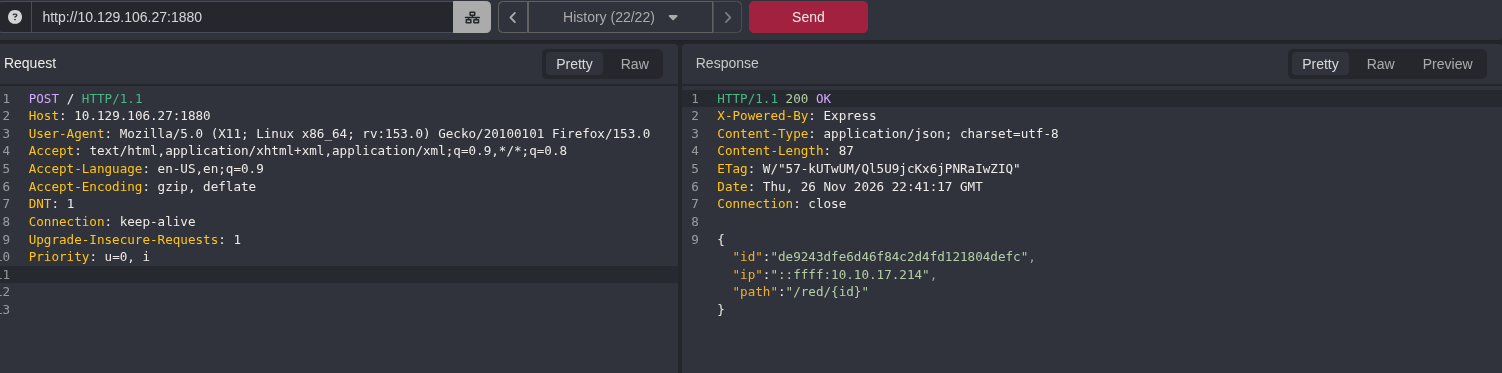 http://10.129.106.27:1880
History (22/22)
Send
Request
Pretty
Raw
Response
Pretty
Raw
Preview
1 POST / HTTP/1.1
2 Host: 10.129.106.27:1880
3 User-Agent: Mozilla/5.0 (X11; Linux x86_64; rv:153.0) Gecko/20100101 Firefox/153.0
4 Accept: text/html,application/xhtml+xml,application/xml;q=0.9,*/*;q=0.8
5 Accept-Language: en-US,en;q=0.9
6 Accept-Encoding: gzip, deflate
7 DNT: 1
8 Connection: keep-alive
9 Upgrade-Insecure-Requests: 1
10 Priority: u=0, i
11
12
13
1 HTTP/1.1 200 OK
2 X-Powered-By: Express
3 Content-Type: application/json; charset=utf-8
4 Content-Length: 87
5 ETag: W/"57-kUTwUM/Ql5U9jcKx6jPNRaIwZIQ"
6 Date: Thu, 26 Nov 2026 22:41:17 GMT
7 Connection: close
8
9 {
"id":"de9243dfe6d46f84c2d4fd121804defc",
"ip":"::ffff:10.10.17.214",
"path":"/red/{id}"
}